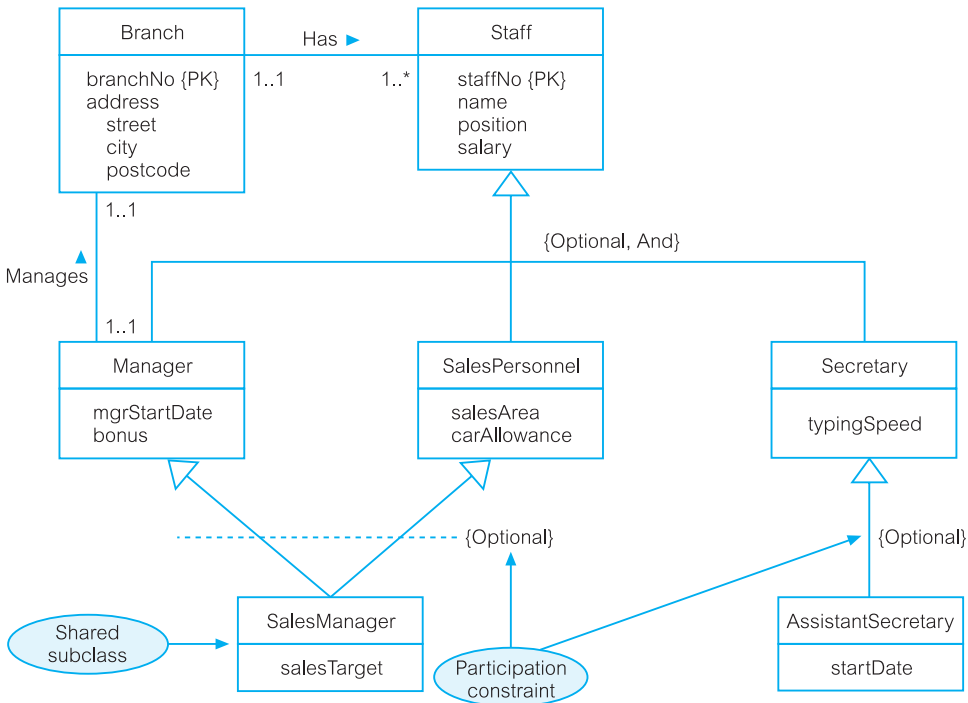 Branch
branchNo {PK}
address
street
city
postcode
Has ►
1..1
1..*
Staff
staffNo {PK}
name
position
salary
1..1
Manages
1..1
{Optional, And}
Manager
mgrStartDate
bonus
SalesPersonnel
salesArea
carAllowance
Secretary
typingSpeed
{Optional}
{Optional}
SalesManager
salesTarget
AssistantSecretary
startDate
Shared
subclass
Participation
constraint